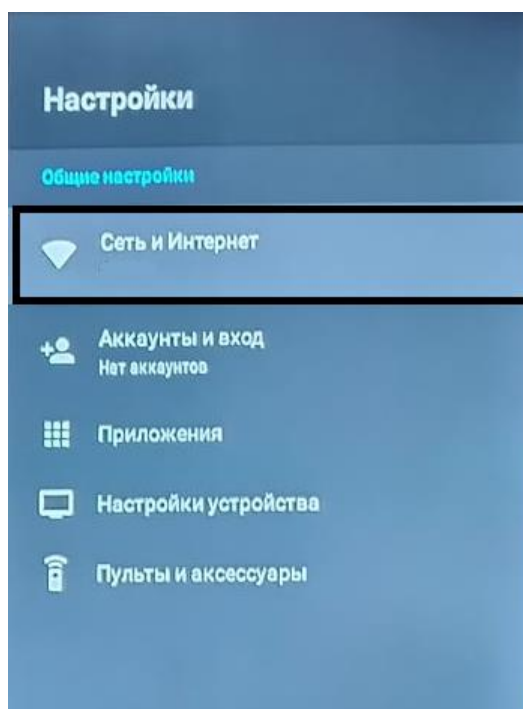 Настройки
Общие настройки
Сеть и Интернет
Аккаунты и вход
Нет аккаунтов
Приложения
Настройки устройства
Пульты и аксессуары